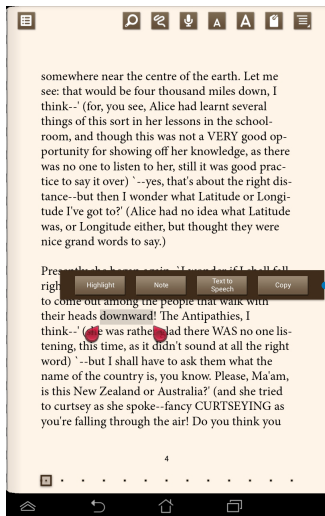 A A
somewhere near the centre of the earth. Let me
see: that would be four thousand miles down, I
think--' (for, you see, Alice had learnt several
things of this sort in her lessons in the school-
room, and though this was not a VERY good op-
portunity for showing off her knowledge, as there
was no one to listen to her, still it was good prac-
tice to say it over) `--yes, that's about the right dis-
tance--but then I wonder what Latitude or Longi-
tude I've got to?' (Alice had no idea what Latitude
was, or Longitude either, but thought they were
nice grand words to say.)
Presently she began again. `I wonder if I shall fall
righ
Highlight Note Text to Speech Copy
to come out among the people that walk with
their heads downward! The Antipathies, I
think--' (she was rather glad there WAS no one lis-
tening, this time, as it didn't sound at all the right
word) `--but I shall have to ask them what the
name of the country is, you know. Please, Ma'am,
is this New Zealand or Australia?' (and she tried
to curtsey as she spoke--fancy CURTSEYING as
you're falling through the air! Do you think you
4